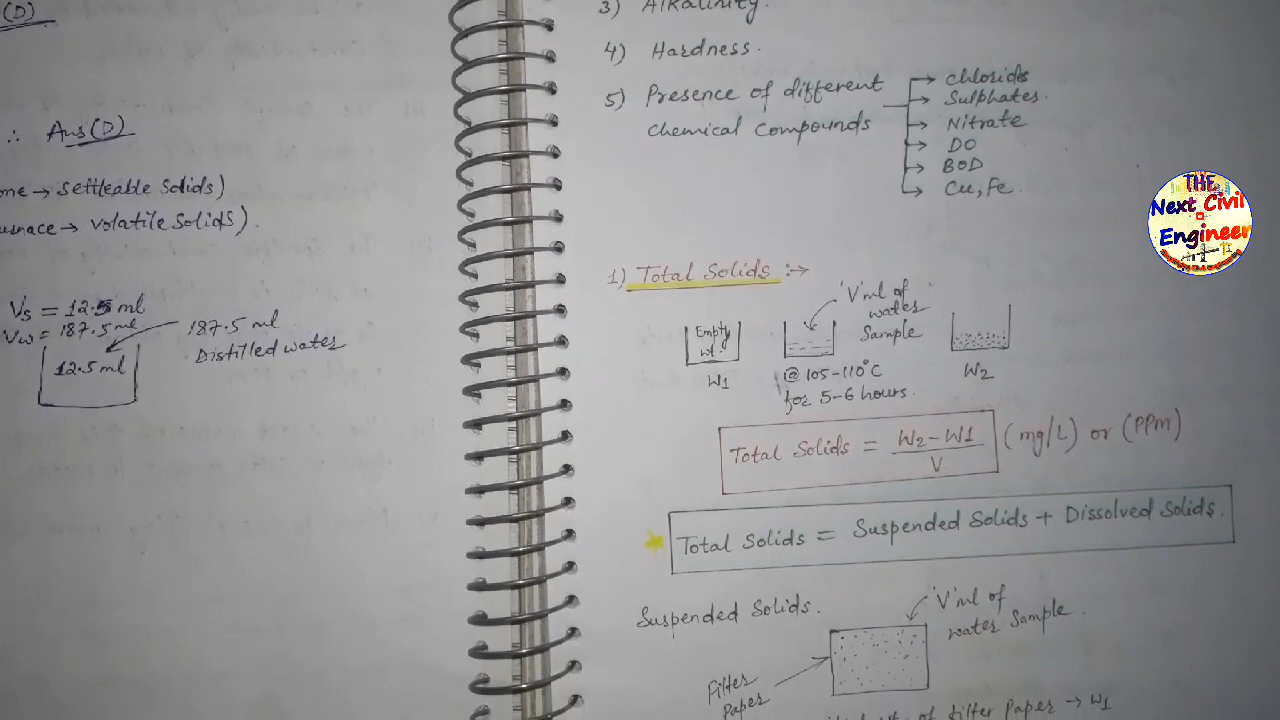 (D)
∴ Ans (D)
→ settleable solids)
→ volatile solids).
Vs = 12.5 ml
Vw = 187.5 ml
187.5 ml
Distilled water
12.5 ml
3) Alkalinity.
4) Hardness.
5) Presence of different
chemical compounds
chlorides
Sulphates.
Nitrate
DO
BOD
Cu, Fe.
THE
Next Civil
Engineer
1) Total Solids :→
'V' ml of
water
Sample
Empty
wt.
W1
@ 105-110°C
for 5-6 hours.
W2
Total Solids = W2-W1 / V (mg/L) or (PPm)
Total Solids = Suspended Solids + Dissolved Solids.
Suspended Solids.
'V' ml of
water Sample.
Filter
Paper
of filter Paper → W1